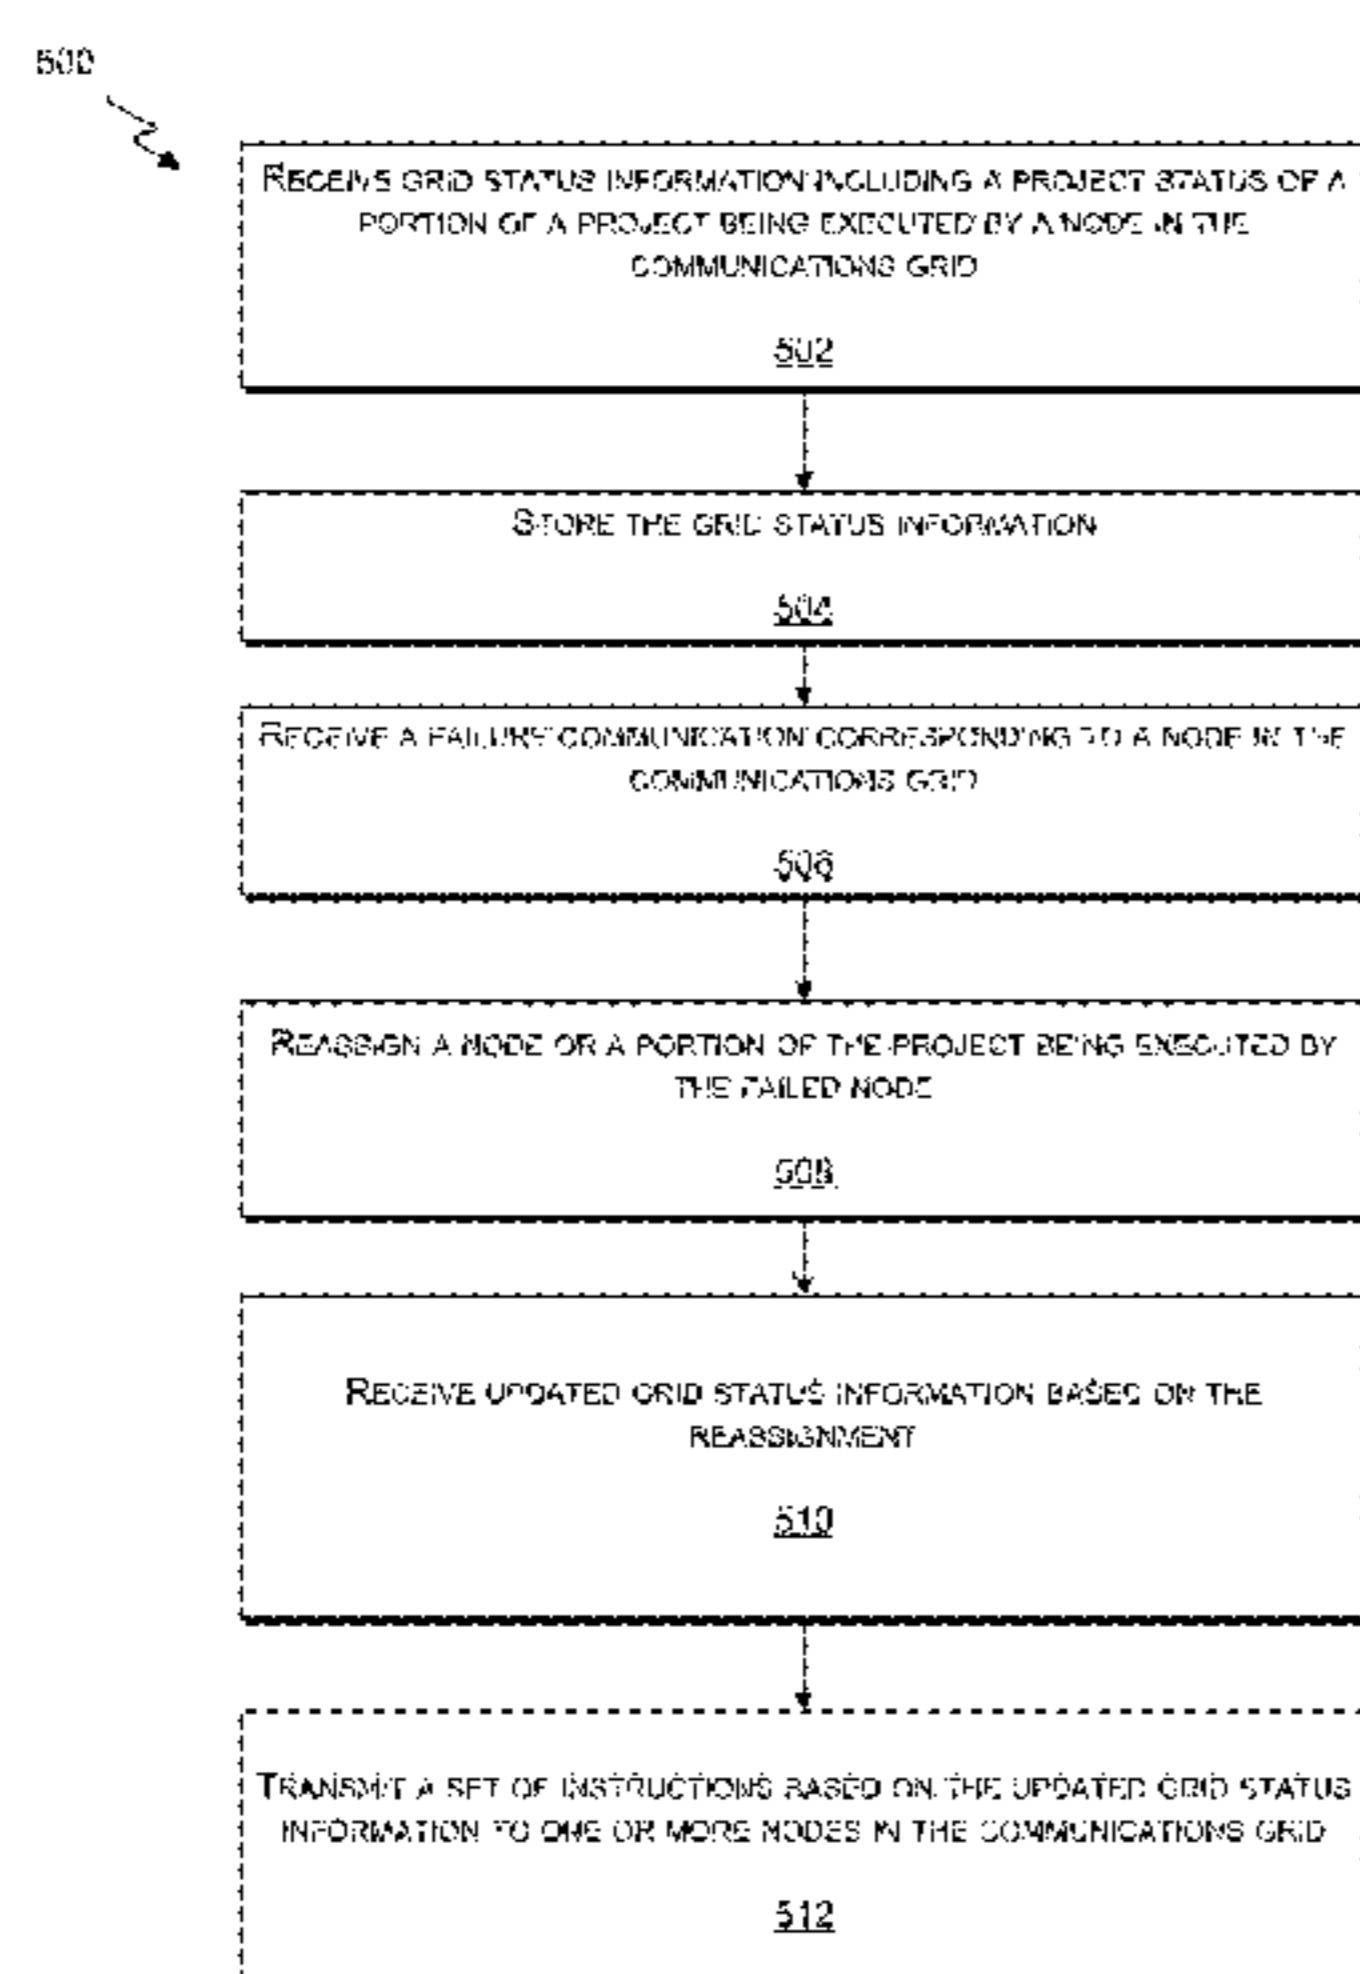 500
RECEIVE GRID STATUS INFORMATION INCLUDING A PROJECT STATUS OF A
PORTION OF A PROJECT BEING EXECUTED BY A NODE IN THE
COMMUNICATIONS GRID
502
STORE THE GRID STATUS INFORMATION
504
RECEIVE A FAILURE COMMUNICATION CORRESPONDING TO A NODE IN THE
COMMUNICATIONS GRID
506
REASSIGN A NODE OR A PORTION OF THE PROJECT BEING EXECUTED BY
THE FAILED NODE
508
RECEIVE UPDATED GRID STATUS INFORMATION BASED ON THE
REASSIGNMENT
510
TRANSMIT A SET OF INSTRUCTIONS BASED ON THE UPDATED GRID STATUS
INFORMATION TO ONE OR MORE NODES IN THE COMMUNICATIONS GRID
512